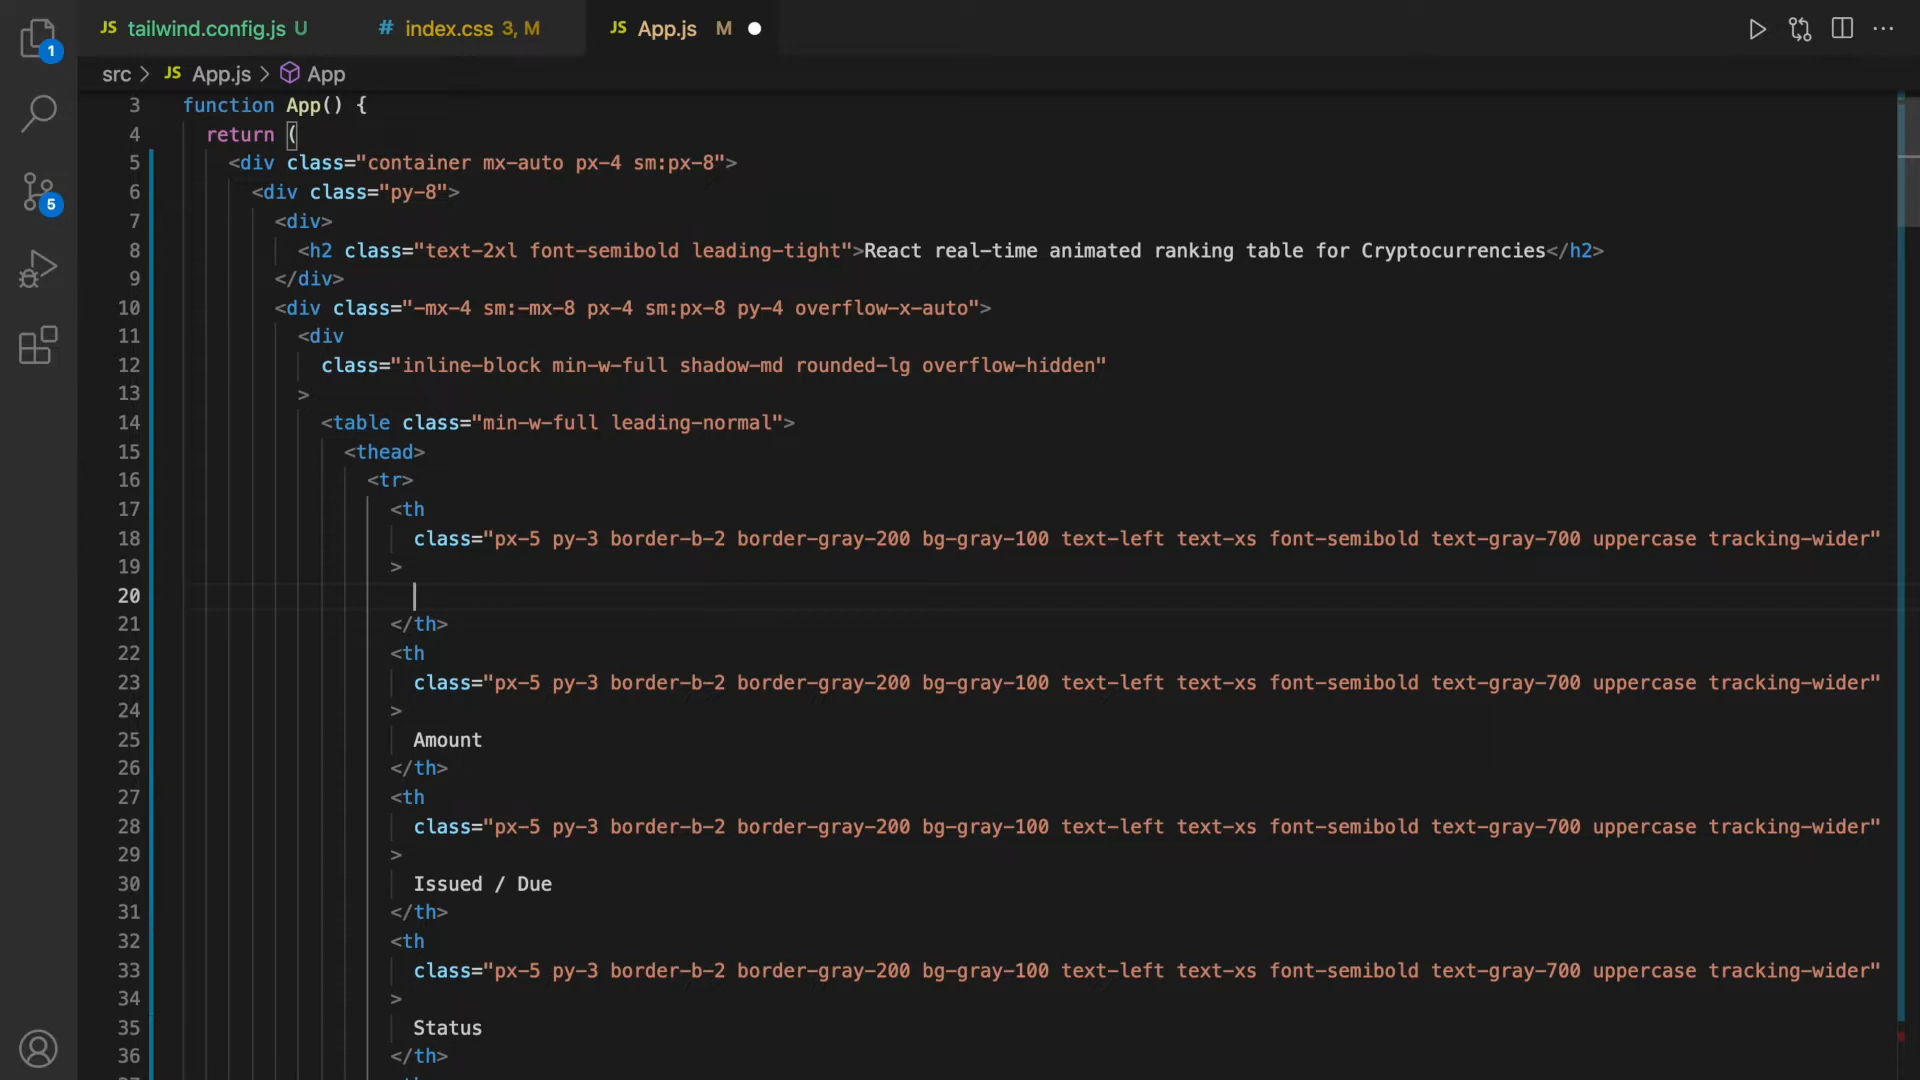 JS tailwind.config.js U
# index.css 3, M
JS App.js M
src > JS App.js > App
1
5
3 function App() {
4 return (
5 <div class="container mx-auto px-4 sm:px-8">
6 <div class="py-8">
7 <div>
8 <h2 class="text-2xl font-semibold leading-tight">React real-time animated ranking table for Cryptocurrencies</h2>
9 </div>
10 <div class="-mx-4 sm:-mx-8 px-4 sm:px-8 py-4 overflow-x-auto">
11 <div
12 class="inline-block min-w-full shadow-md rounded-lg overflow-hidden"
13 >
14 <table class="min-w-full leading-normal">
15 <thead>
16 <tr>
17 <th
18 class="px-5 py-3 border-b-2 border-gray-200 bg-gray-100 text-left text-xs font-semibold text-gray-700 uppercase tracking-wider"
19 >
20
21 </th>
22 <th
23 class="px-5 py-3 border-b-2 border-gray-200 bg-gray-100 text-left text-xs font-semibold text-gray-700 uppercase tracking-wider"
24 >
25 Amount
26 </th>
27 <th
28 class="px-5 py-3 border-b-2 border-gray-200 bg-gray-100 text-left text-xs font-semibold text-gray-700 uppercase tracking-wider"
29 >
30 Issued / Due
31 </th>
32 <th
33 class="px-5 py-3 border-b-2 border-gray-200 bg-gray-100 text-left text-xs font-semibold text-gray-700 uppercase tracking-wider"
34 >
35 Status
36 </th>